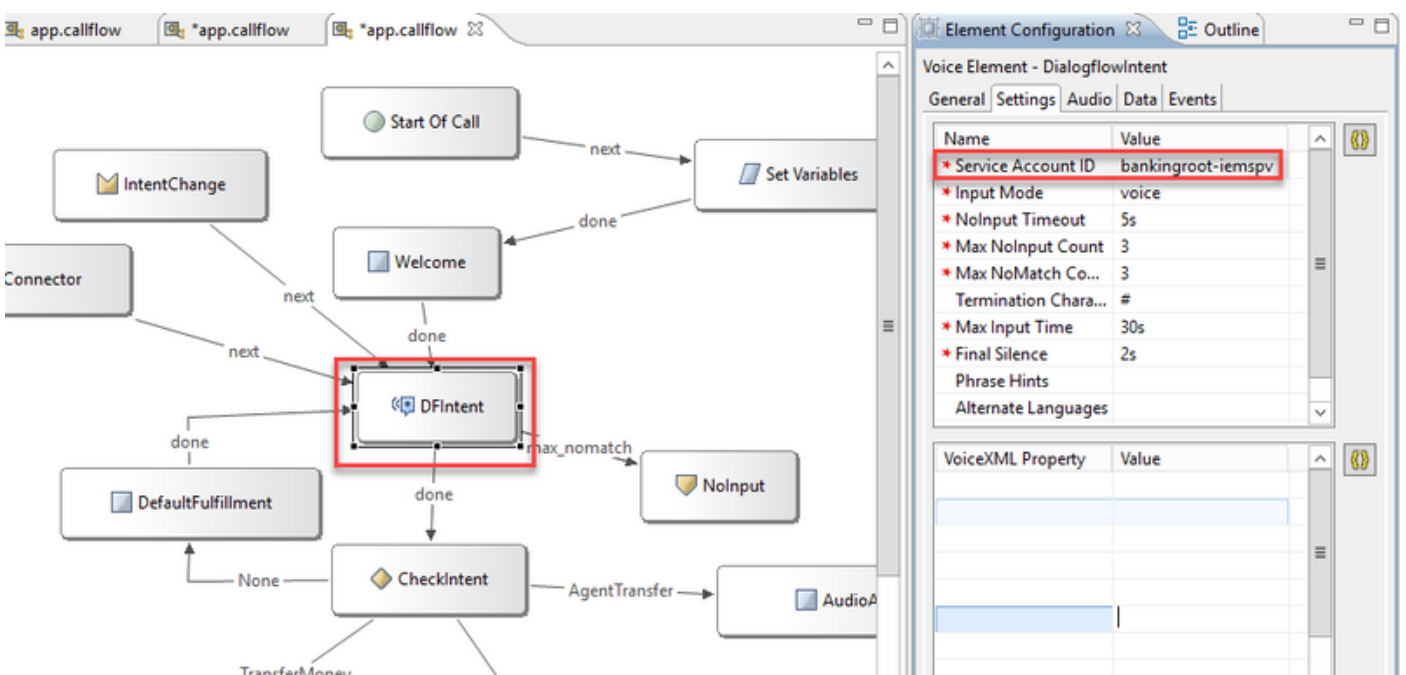 app.callflow
*app.callflow
*app.callflow
Start Of Call
next
IntentChange
Set Variables
done
Welcome
Connector
next
done
next
DFIntent
done
max_nomatch
NoInput
DefaultFulfillment
done
None
CheckIntent
AgentTransfer
AudioA
TransferMoney
Element Configuration
Outline
Voice Element - DialogflowIntent
General Settings Audio Data Events
Name Value
* Service Account ID bankingroot-iemspv
* Input Mode voice
* NoInput Timeout 5s
* Max NoInput Count 3
* Max NoMatch Co... 3
Termination Chara... #
* Max Input Time 30s
* Final Silence 2s
Phrase Hints
Alternate Languages
VoiceXML Property Value